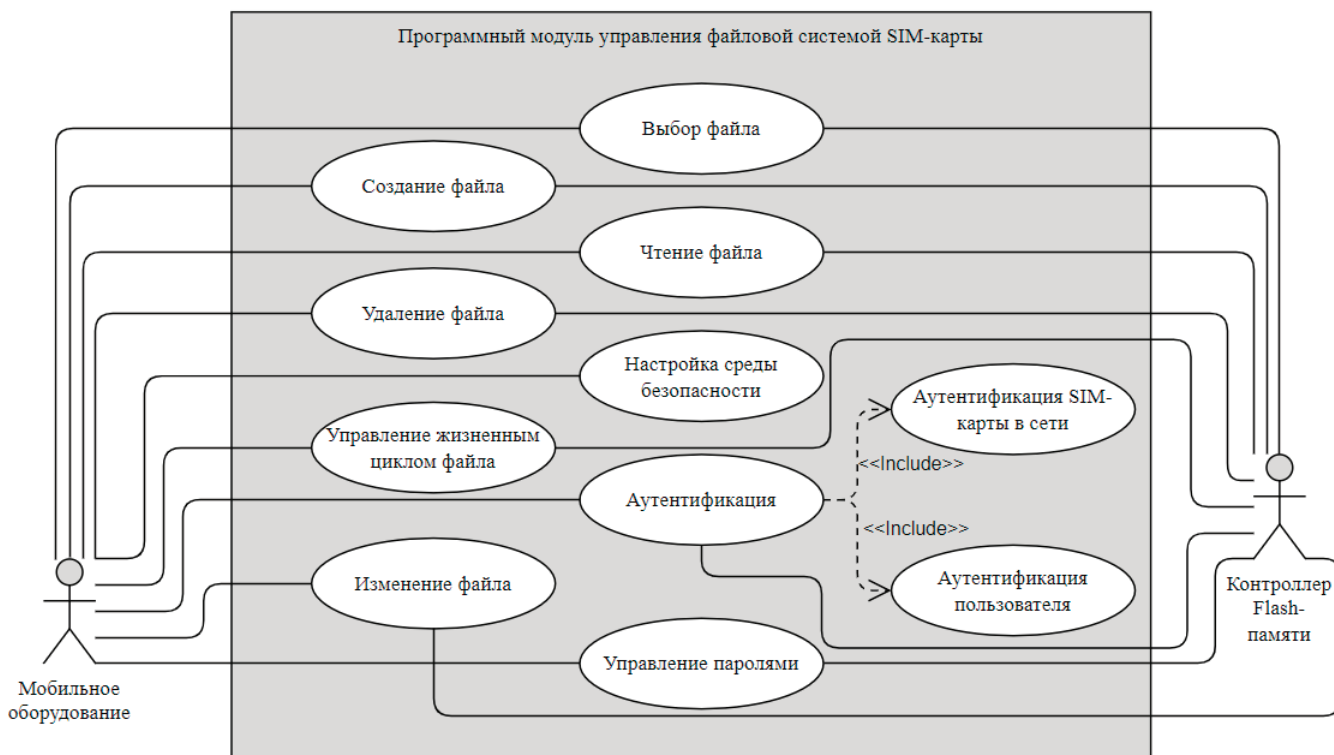 Программный модуль управления файловой системой SIM-карты
Выбор файла
Создание файла
Чтение файла
Удаление файла
Настройка среды
безопасности
Аутентификация SIM-
карты в сети
Управление жизненным
циклом файла
<<Include>>
Аутентификация
<<Include>>
Изменение файла
Аутентификация
пользователя
Контроллер
Flash-
памяти
Управление паролями
Мобильное
оборудование